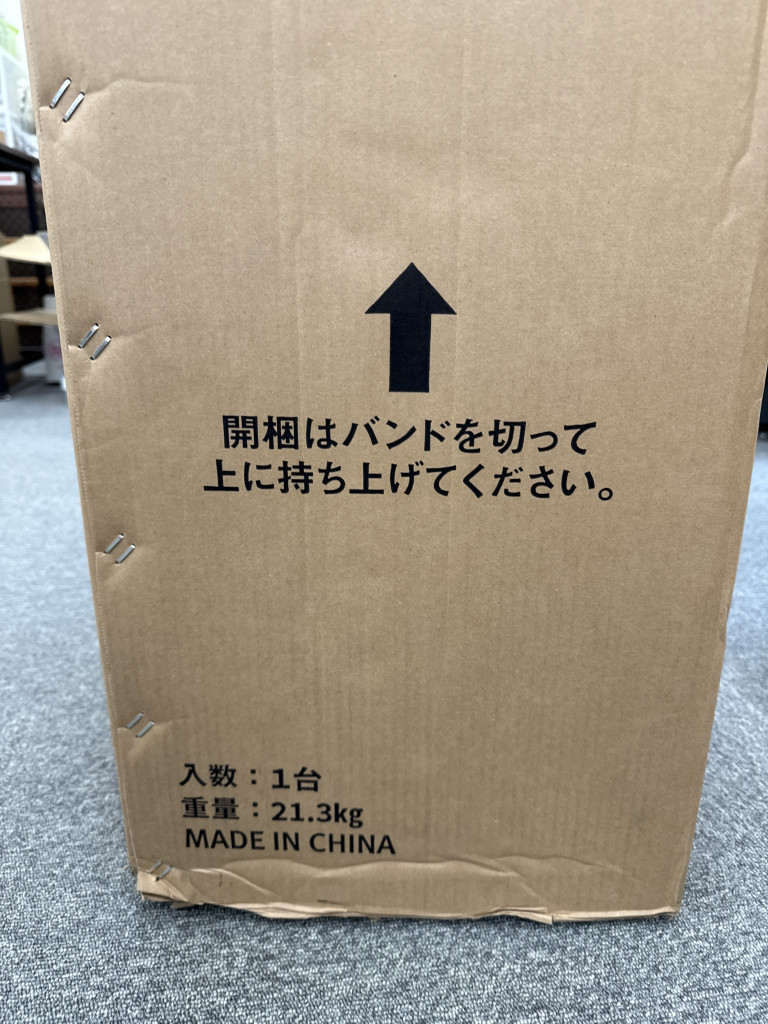 開梱はバンドを切って
上に持ち上げてください。
入数：1台
重量：21.3kg
MADE IN CHINA